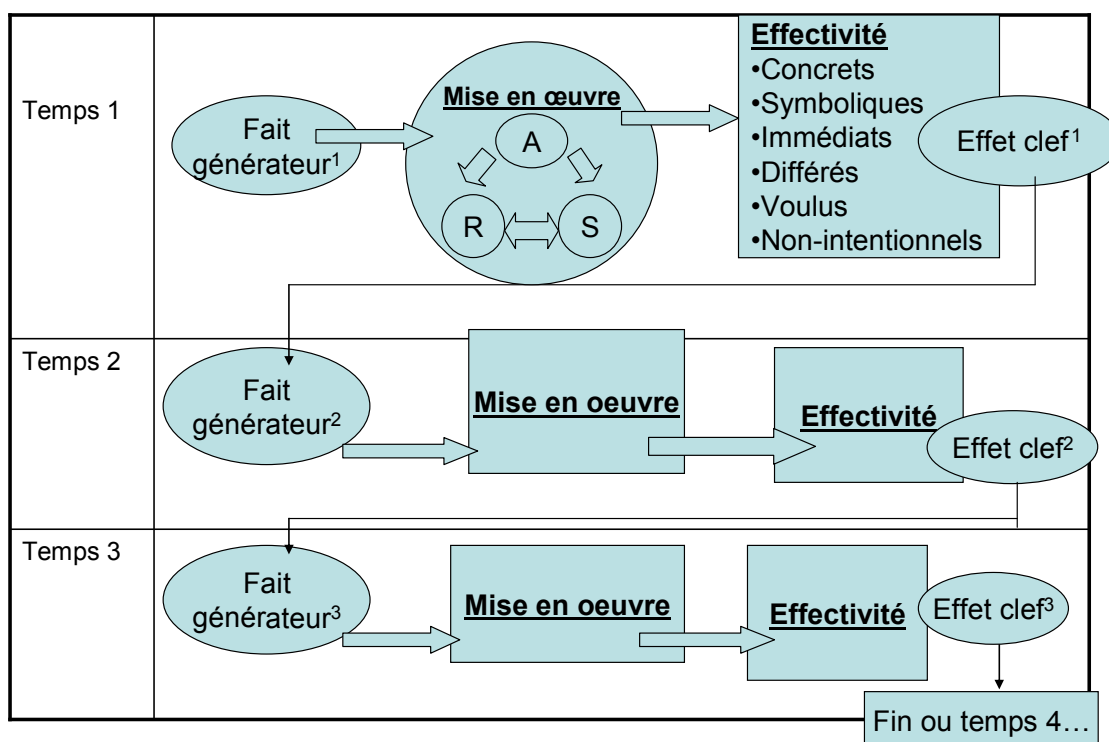 Temps 1
Fait
générateur¹
Mise en œuvre
A
R
S
Effectivité
•Concrets
•Symboliques
•Immédiats
•Différés
•Voulus
•Non-intentionnels
Effet clef¹
Temps 2
Fait
générateur²
Mise en oeuvre
Effectivité
Effet clef²
Temps 3
Fait
générateur³
Mise en oeuvre
Effectivité
Effet clef³
Fin ou temps 4…